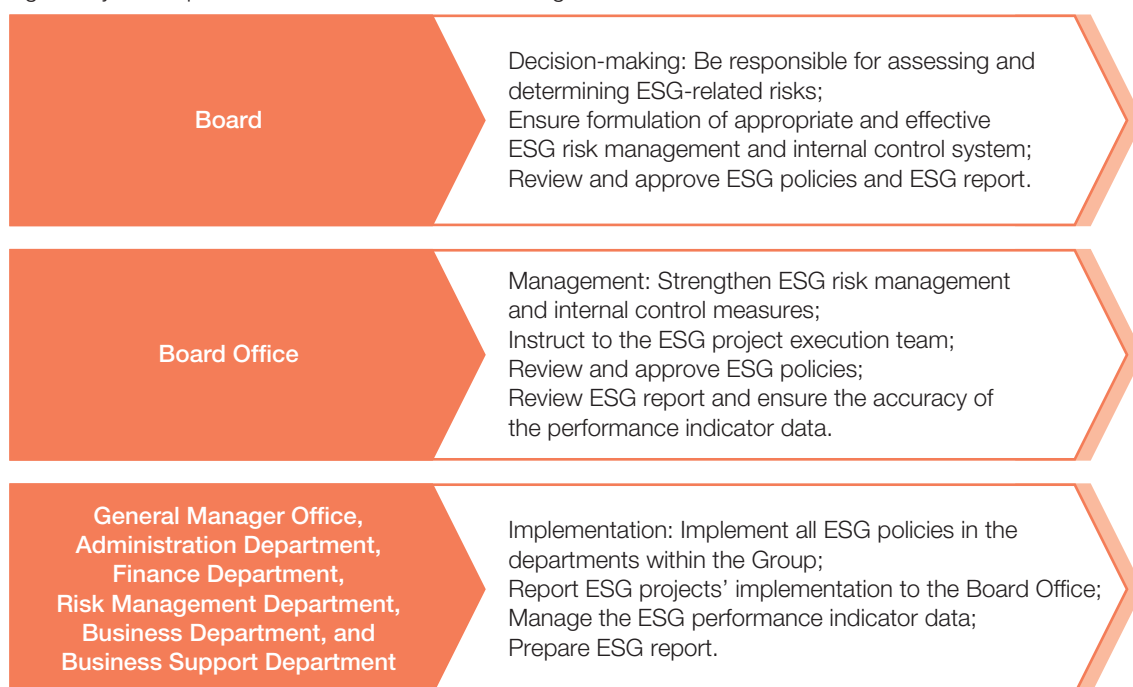 Board
Decision-making: Be responsible for assessing and
determining ESG-related risks;
Ensure formulation of appropriate and effective
ESG risk management and internal control system;
Review and approve ESG policies and ESG report.
Board Office
Management: Strengthen ESG risk management
and internal control measures;
Instruct to the ESG project execution team;
Review and approve ESG policies;
Review ESG report and ensure the accuracy of
the performance indicator data.
General Manager Office,
Administration Department,
Finance Department,
Risk Management Department,
Business Department, and
Business Support Department
Implementation: Implement all ESG policies in the
departments within the Group;
Report ESG projects’ implementation to the Board Office;
Manage the ESG performance indicator data;
Prepare ESG report.